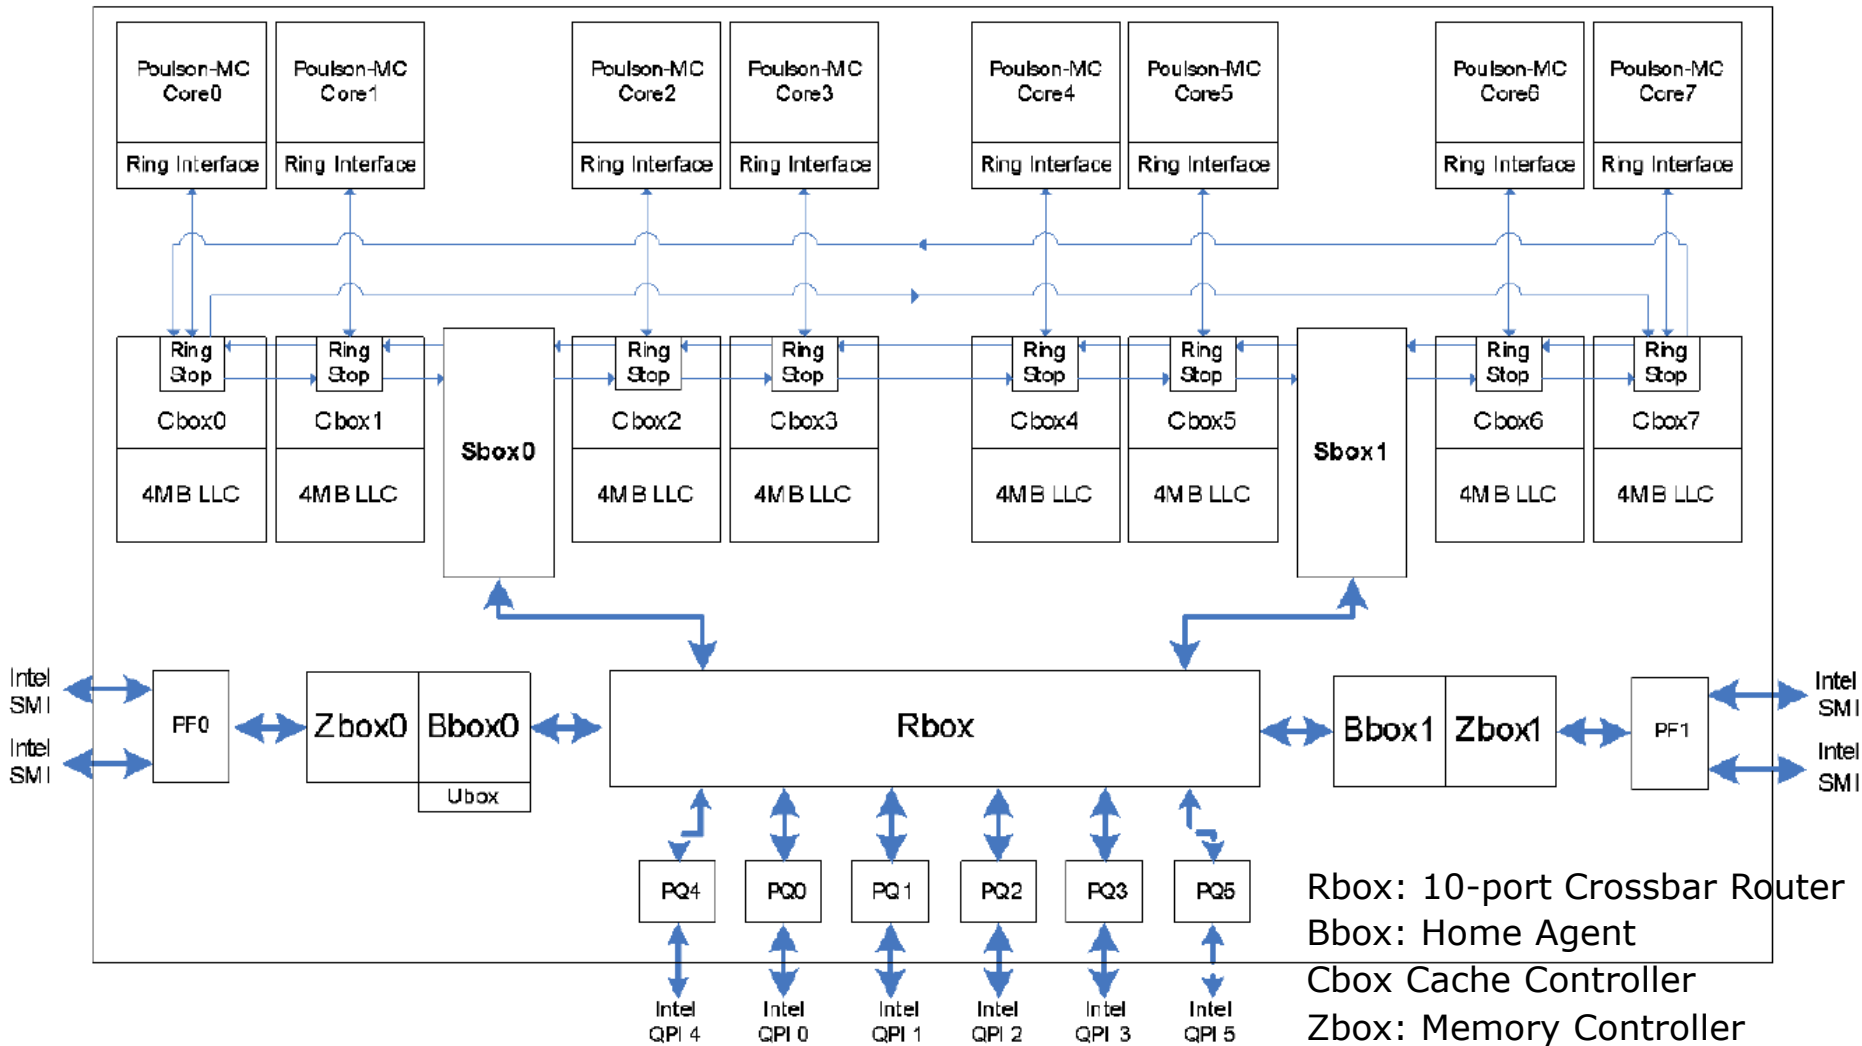 Poulson-MC
Core0
Poulson-MC
Core1
Poulson-MC
Core2
Poulson-MC
Core3
Poulson-MC
Core4
Poulson-MC
Core5
Poulson-MC
Core6
Poulson-MC
Core7
Ring Interface
Ring Interface
Ring Interface
Ring Interface
Ring Interface
Ring Interface
Ring Interface
Ring Interface
Ring
Stop
Ring
Stop
Ring
Stop
Ring
Stop
Ring
Stop
Ring
Stop
Ring
Stop
Ring
Stop
Cbox0
Cbox1
Sbox0
Cbox2
Cbox3
Cbox4
Cbox5
Sbox1
Cbox6
Cbox7
4MB LLC
4MB LLC
4MB LLC
4MB LLC
4MB LLC
4MB LLC
4MB LLC
4MB LLC
Intel
SMI
Intel
SMI
PF0
Zbox0
Bbox0
Ubox
Rbox
Bbox1
Zbox1
PF1
Intel
SMI
Intel
SMI
PQ4
PQ0
PQ1
PQ2
PQ3
PQ5
Intel
QPI 4
Intel
QPI 0
Intel
QPI 1
Intel
QPI 2
Intel
QPI 3
Intel
QPI 5
Rbox: 10-port Crossbar Router
Bbox: Home Agent
Cbox Cache Controller
Zbox: Memory Controller